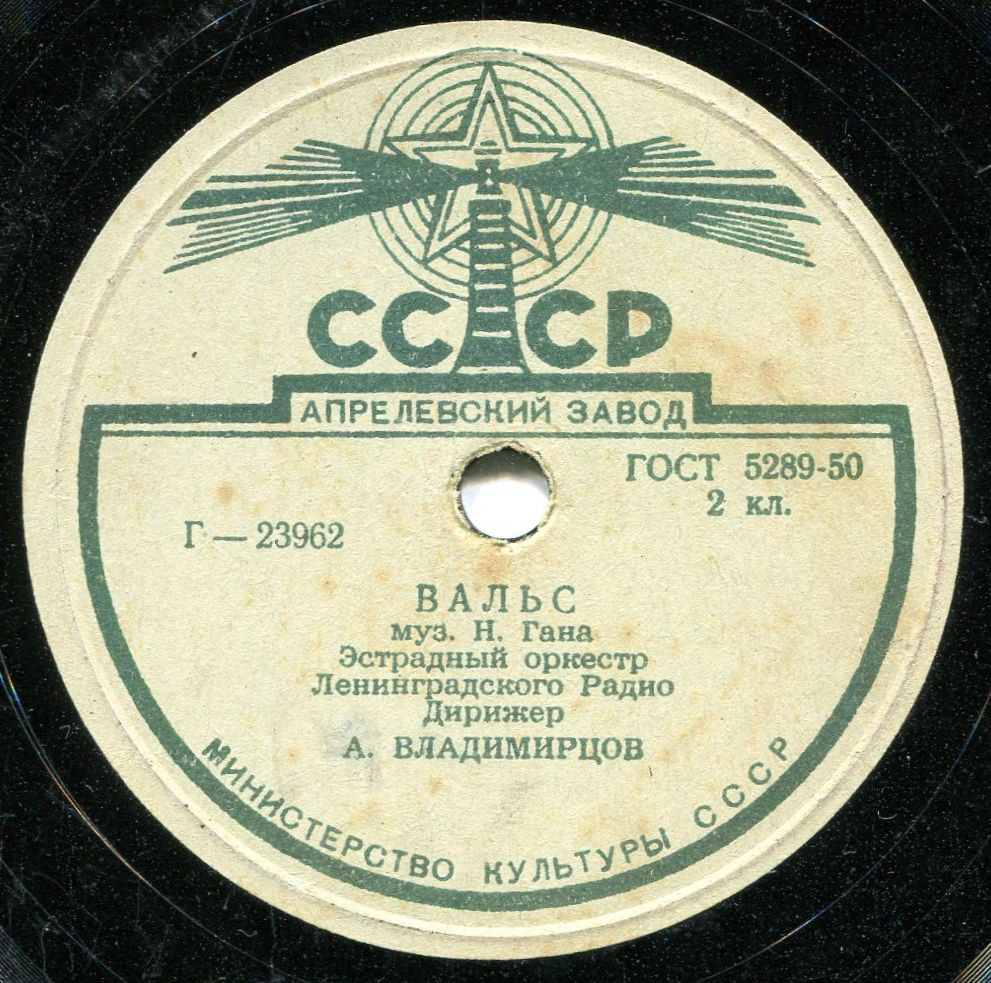 СССР
АПРЕЛЕВСКИЙ ЗАВОД
ГОСТ 5289-50
2 кл.
Г — 23962
ВАЛЬС
муз. Н. Гана
Эстрадный оркестр
Ленинградского Радио
Дирижер
А. ВЛАДИМИРЦОВ
МИНИСТЕРСТВО КУЛЬТУРЫ СССР